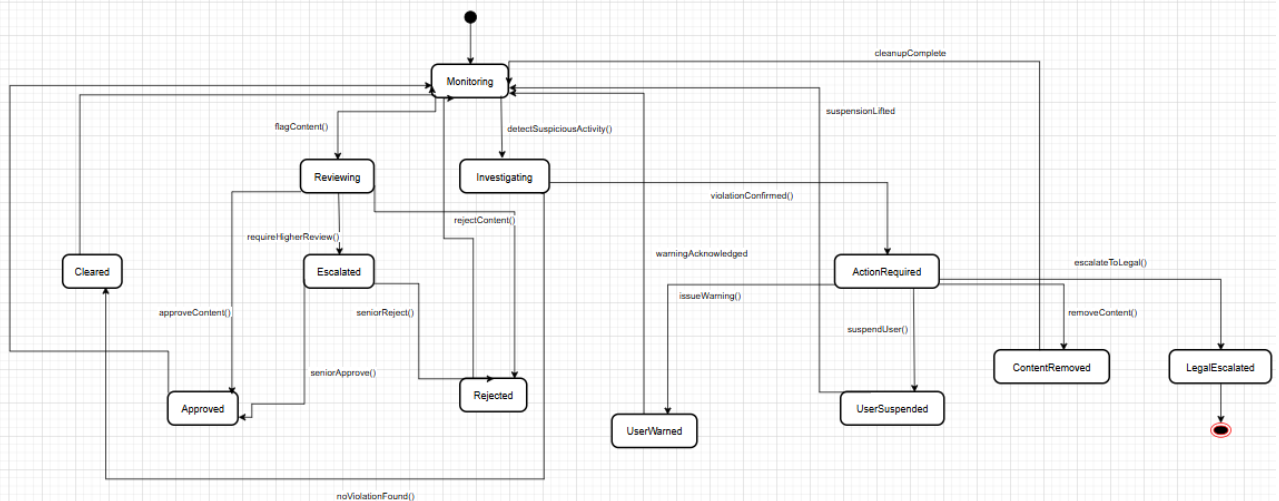 cleanupComplete
Monitoring
suspensionLifted
flagContent()
detectSuspiciousActivity()
Reviewing
Investigating
violationConfirmed()
rejectContent()
requireHigherReview()
warningAcknowledged
Cleared
Escalated
ActionRequired
escalateToLegal()
issueWarning()
approveContent()
seniorReject()
suspendUser()
removeContent()
seniorApprove()
ContentRemoved
LegalEscalated
Approved
Rejected
UserSuspended
UserWarned
noViolationFound()